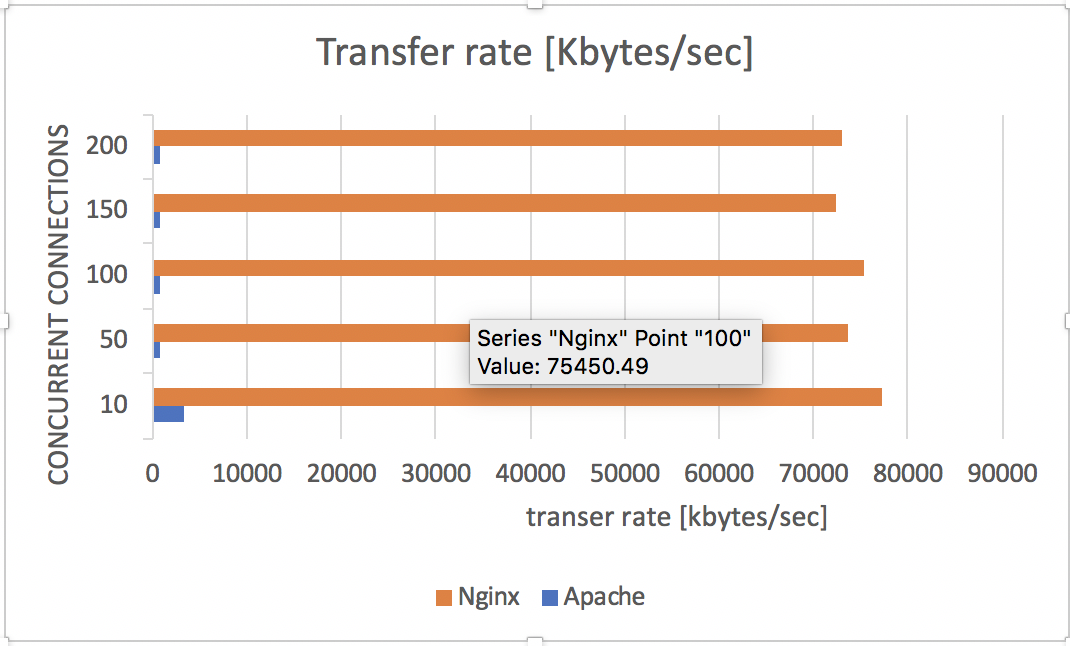 Transfer rate [Kbytes/sec]
CONCURRENT CONNECTIONS
200
150
100
50
10
Series "Nginx" Point "100"
Value: 75450.49
0 10000 20000 30000 40000 50000 60000 70000 80000 90000
transer rate [kbytes/sec]
Nginx Apache